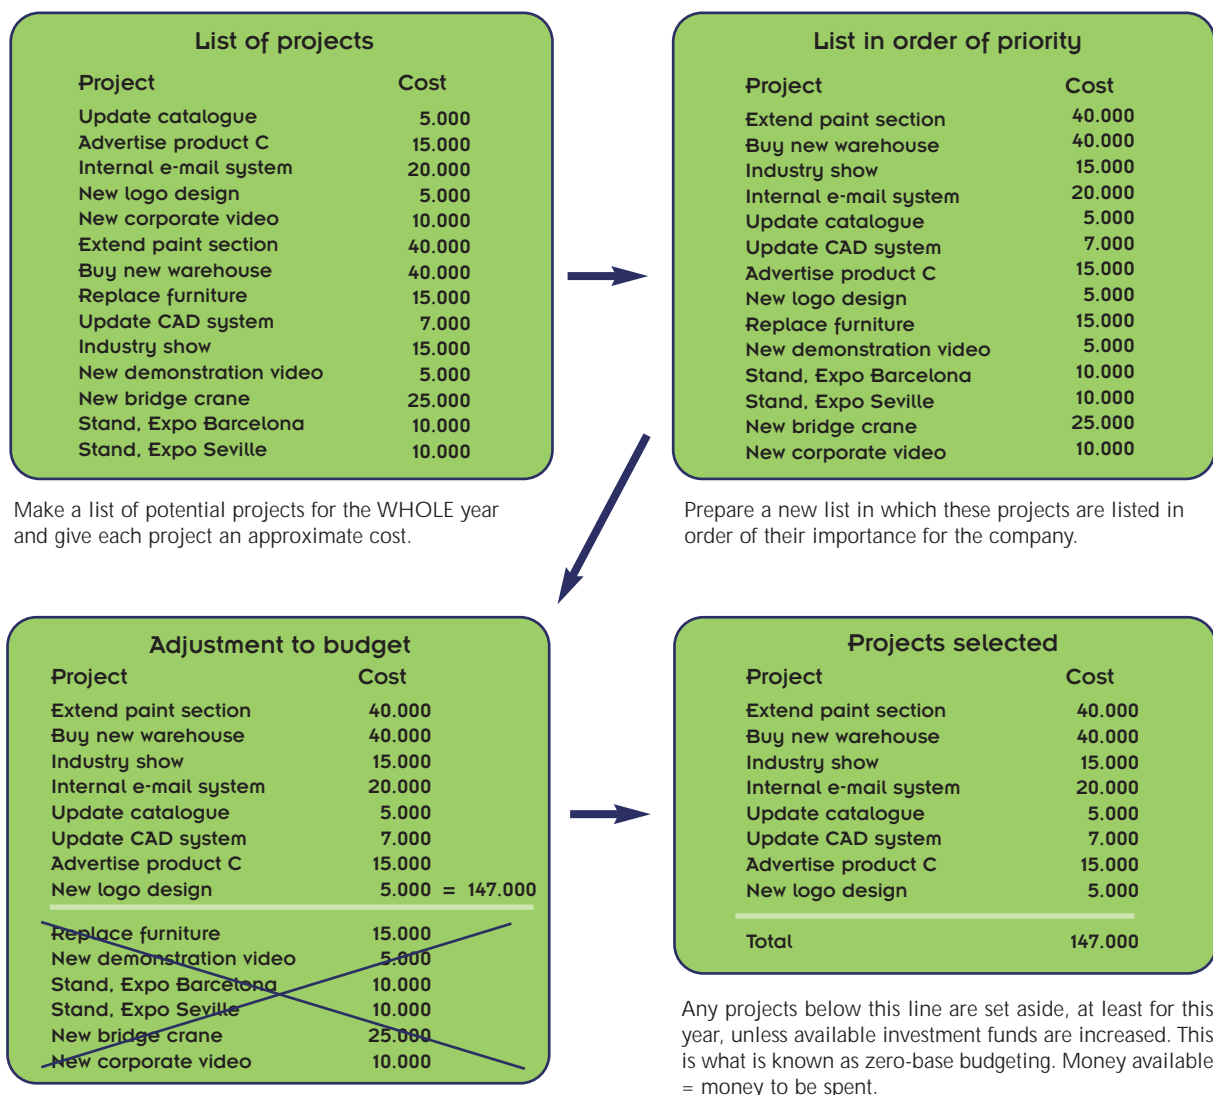 List of projects
Project Cost
Update catalogue 5.000
Advertise product C 15.000
Internal e-mail system 20.000
New logo design 5.000
New corporate video 10.000
Extend paint section 40.000
Buy new warehouse 40.000
Replace furniture 15.000
Update CAD system 7.000
Industry show 15.000
New demonstration video 5.000
New bridge crane 25.000
Stand, Expo Barcelona 10.000
Stand, Expo Seville 10.000
Make a list of potential projects for the WHOLE year
and give each project an approximate cost.
List in order of priority
Project Cost
Extend paint section 40.000
Buy new warehouse 40.000
Industry show 15.000
Internal e-mail system 20.000
Update catalogue 5.000
Update CAD system 7.000
Advertise product C 15.000
New logo design 5.000
Replace furniture 15.000
New demonstration video 5.000
Stand, Expo Barcelona 10.000
Stand, Expo Seville 10.000
New bridge crane 25.000
New corporate video 10.000
Prepare a new list in which these projects are listed in
order of their importance for the company.
Adjustment to budget
Project Cost
Extend paint section 40.000
Buy new warehouse 40.000
Industry show 15.000
Internal e-mail system 20.000
Update catalogue 5.000
Update CAD system 7.000
Advertise product C 15.000
New logo design 5.000 = 147.000
Replace furniture 15.000
New demonstration video 5.000
Stand, Expo Barcelona 10.000
Stand, Expo Seville 10.000
New bridge crane 25.000
New corporate video 10.000
Projects selected
Project Cost
Extend paint section 40.000
Buy new warehouse 40.000
Industry show 15.000
Internal e-mail system 20.000
Update catalogue 5.000
Update CAD system 7.000
Advertise product C 15.000
New logo design 5.000
Total 147.000
Any projects below this line are set aside, at least for this
year, unless available investment funds are increased. This
is what is known as zero-base budgeting. Money available
= money to be spent.